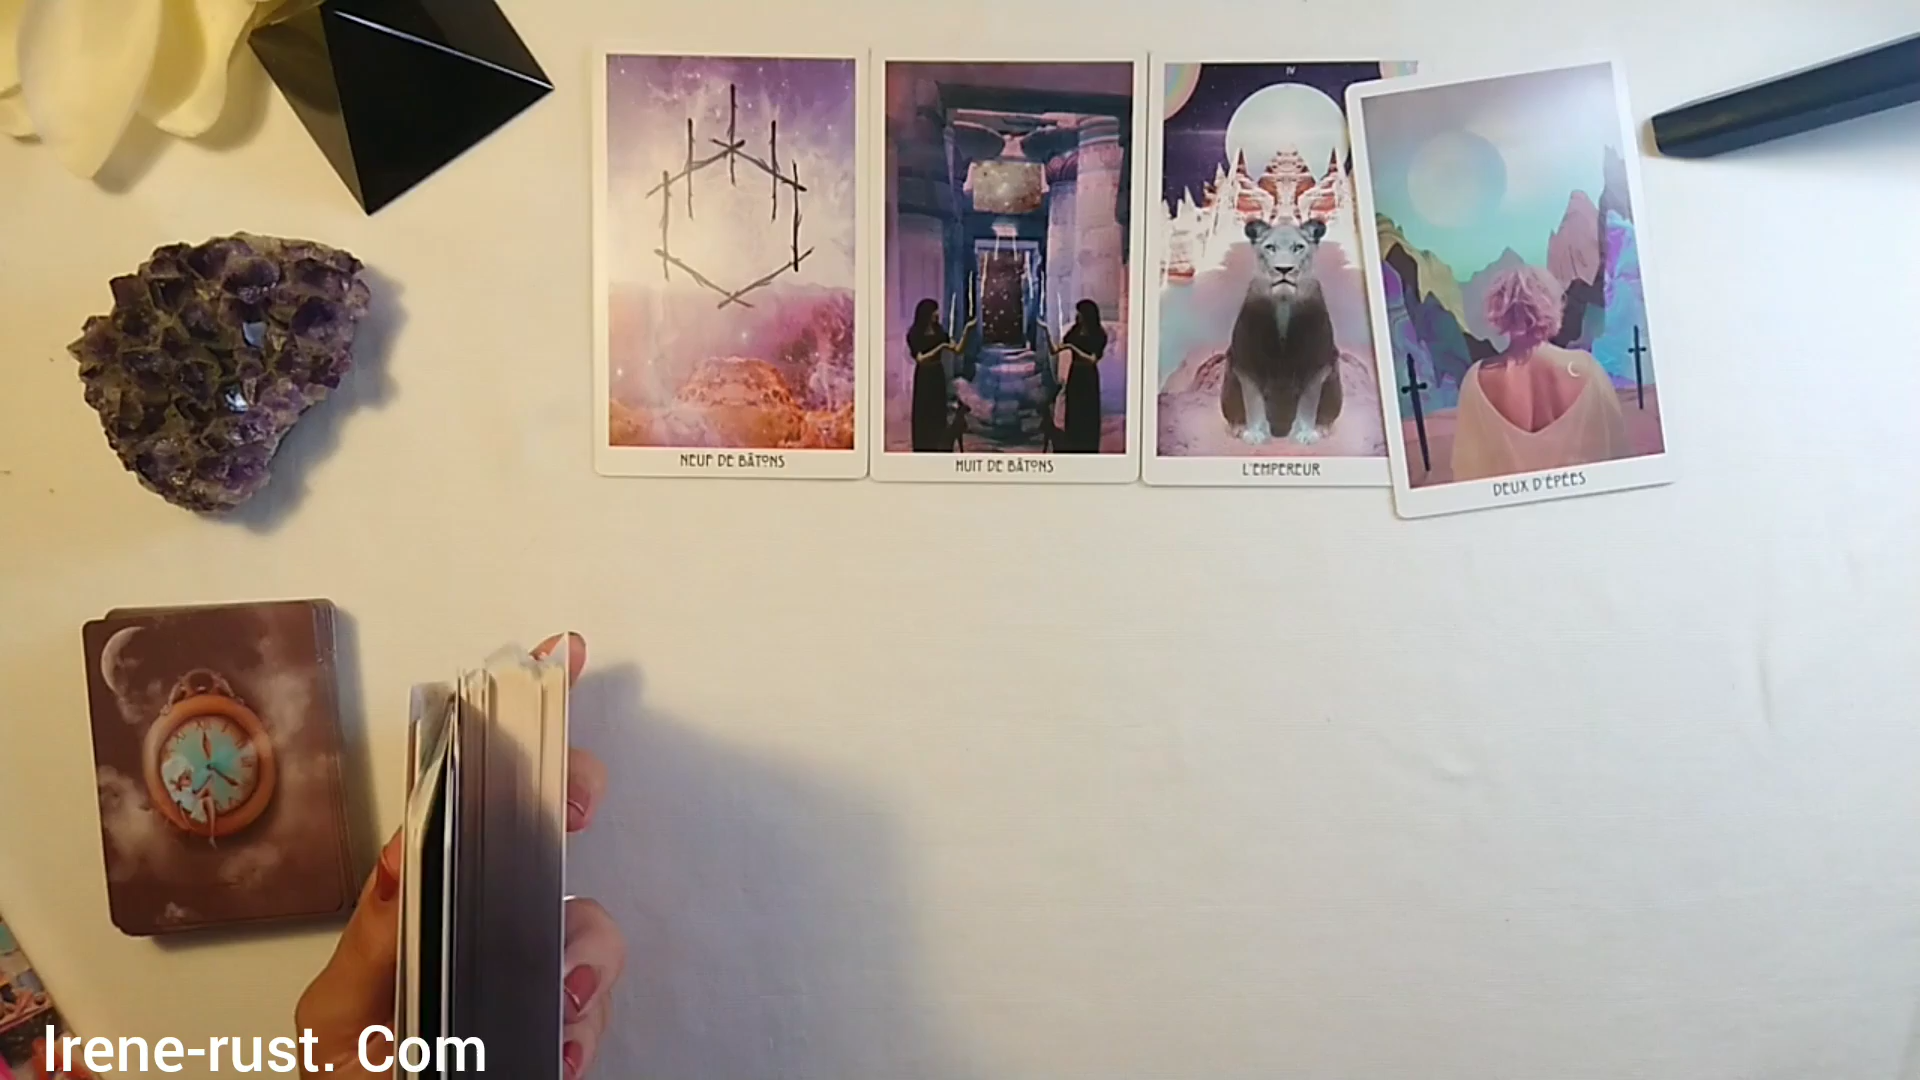 IV
NEUF DE BÂTONS
HUIT DE BÂTONS
L'EMPEREUR
DEUX D'ÉPÉES
Irene-rust. Com